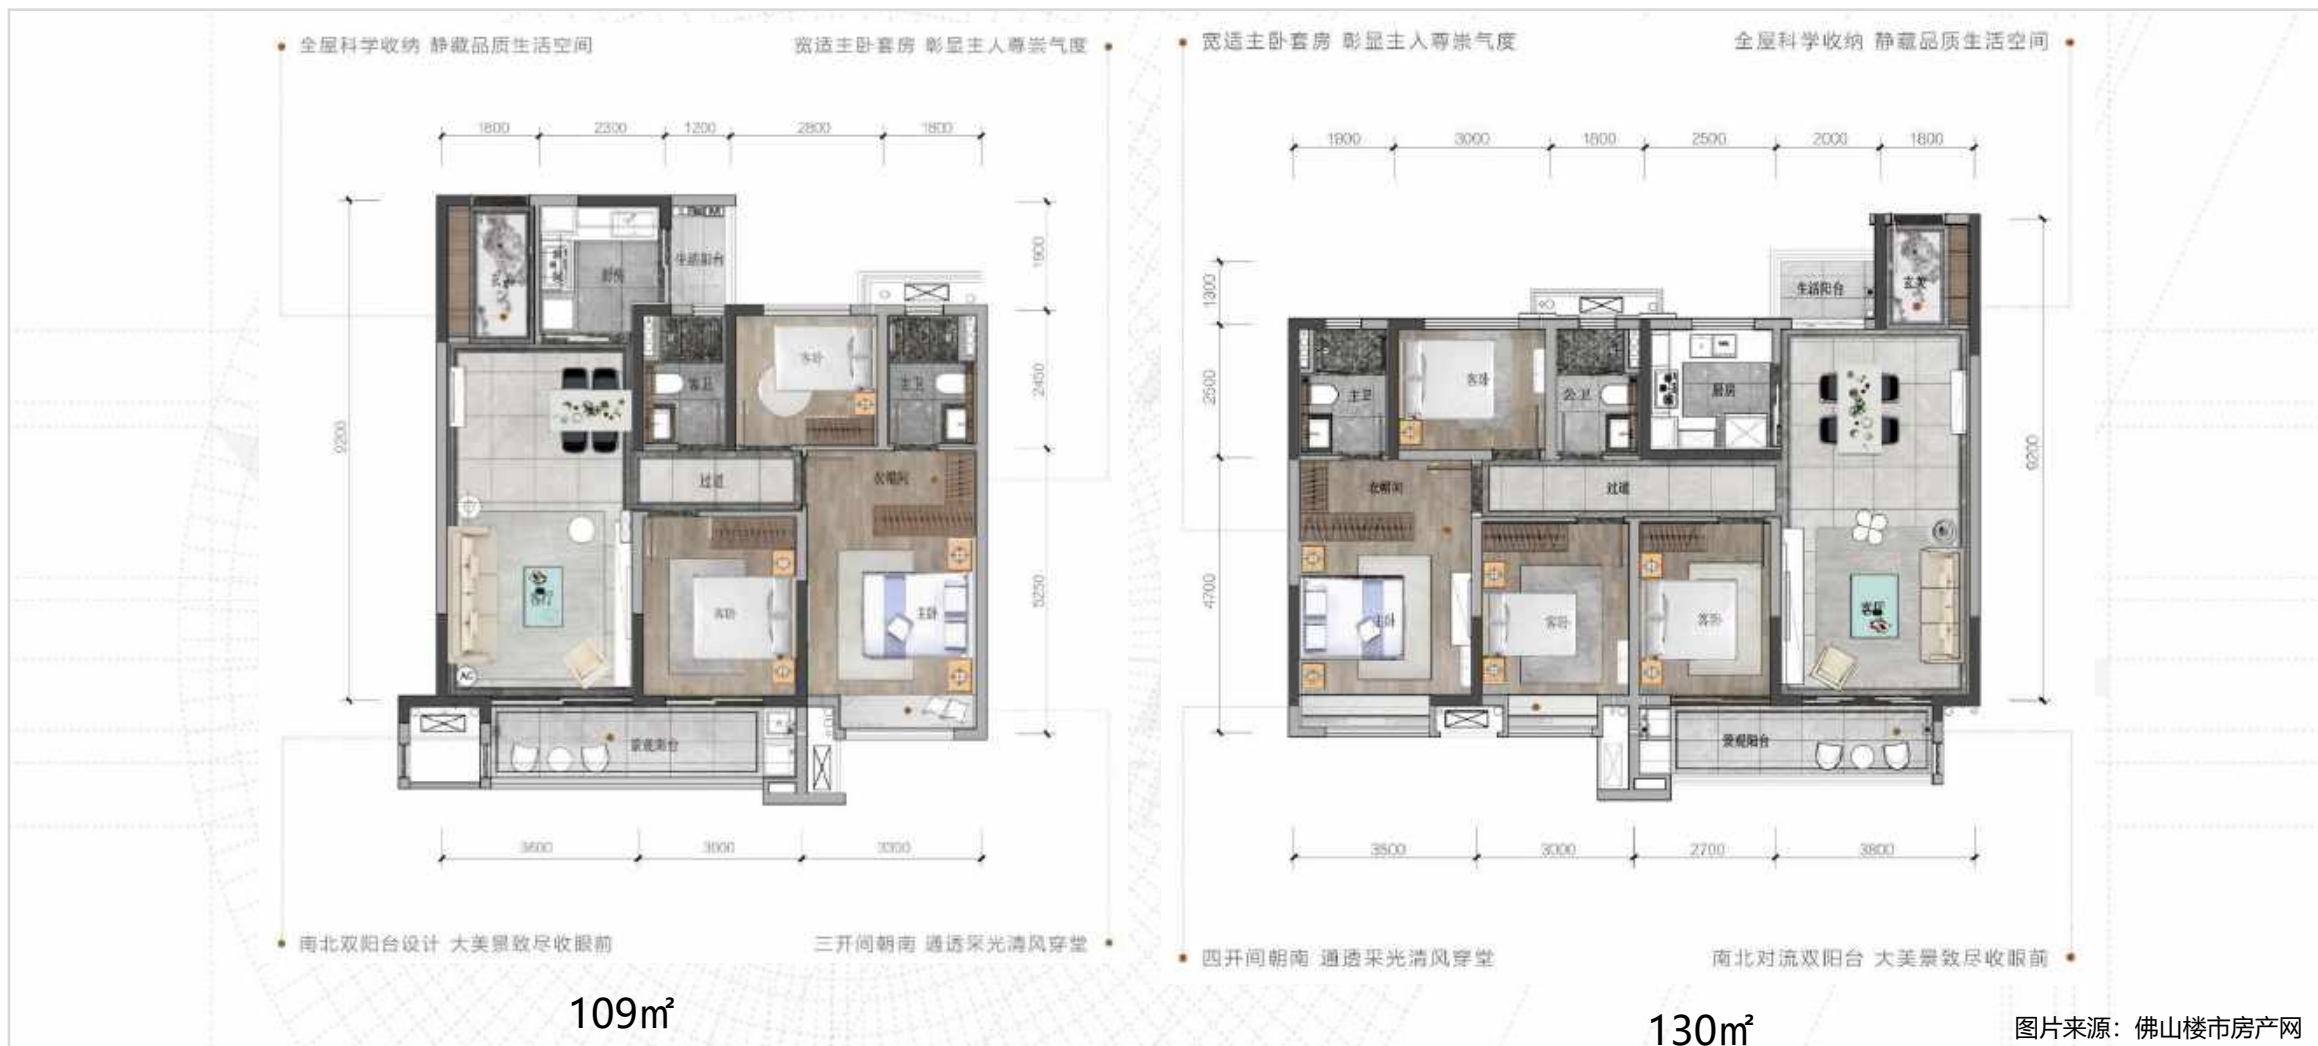 全屋科学收纳 静藏品质生活空间
宽适主卧套房 彰显主人尊崇气度
1800 2300 1200 2800 1800
9200
1900
2450
5250
玄关
厨房
生活阳台
客卫
客卧
主卫
过道
衣帽间
客厅
客卧
主卧
AC
景观阳台
3600 3000 3300
南北双阳台设计 大美景致尽收眼前
三开间朝南 通透采光清风穿堂
109㎡
宽适主卧套房 彰显主人尊崇气度
全屋科学收纳 静藏品质生活空间
1900 3000 1800 2500 2000 1800
1300
2600
4700
9200
生活阳台
玄关
主卫
客卧
公卫
厨房
衣帽间
过道
主卧
客卧
客卧
客厅
景观阳台
3500 3000 2700 3800
四开间朝南 通透采光清风穿堂
南北对流双阳台 大美景致尽收眼前
130㎡
图片来源：佛山楼市房产网